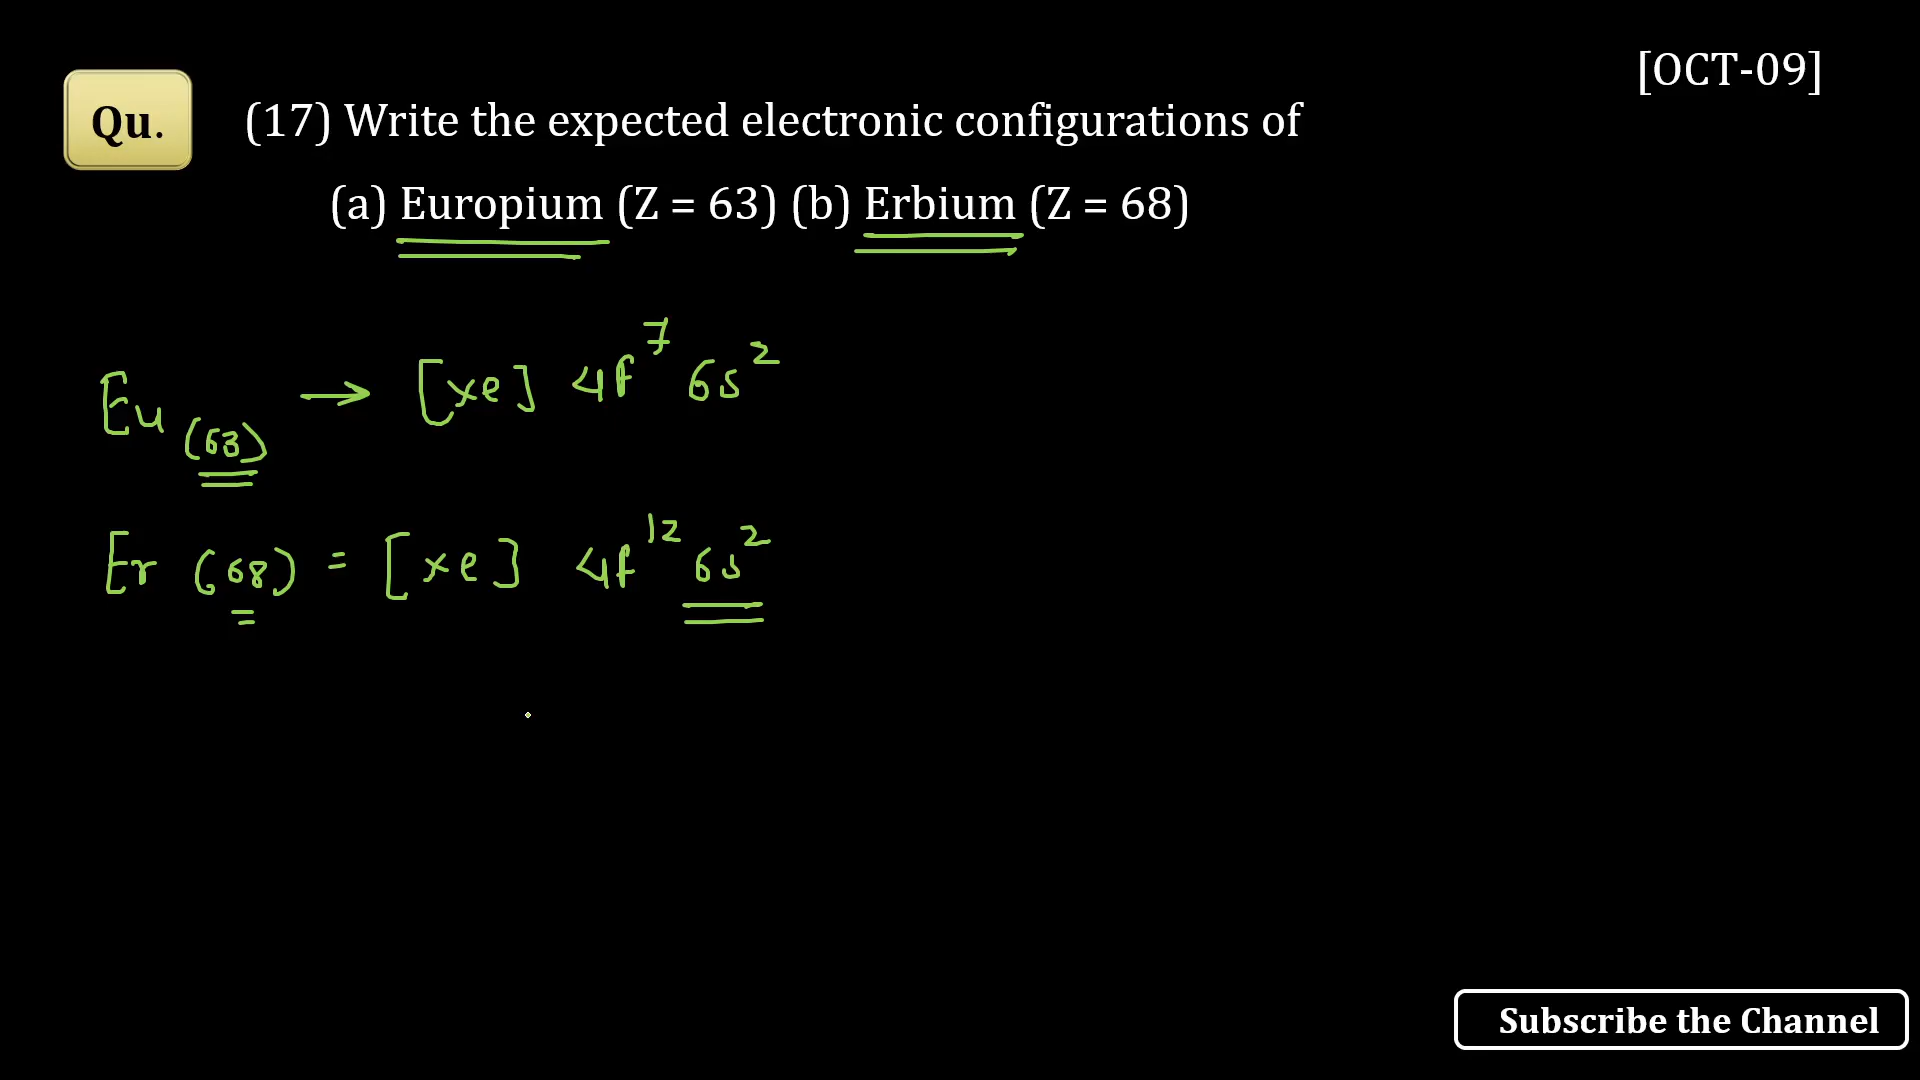 [OCT-09]
Qu. (17) Write the expected electronic configurations of
(a) Europium (Z = 63) (b) Erbium (Z = 68)
Eu (63) → [xe] 4f⁷ 6s²
Er (68) = [xe] 4f¹² 6s²
Subscribe the Channel